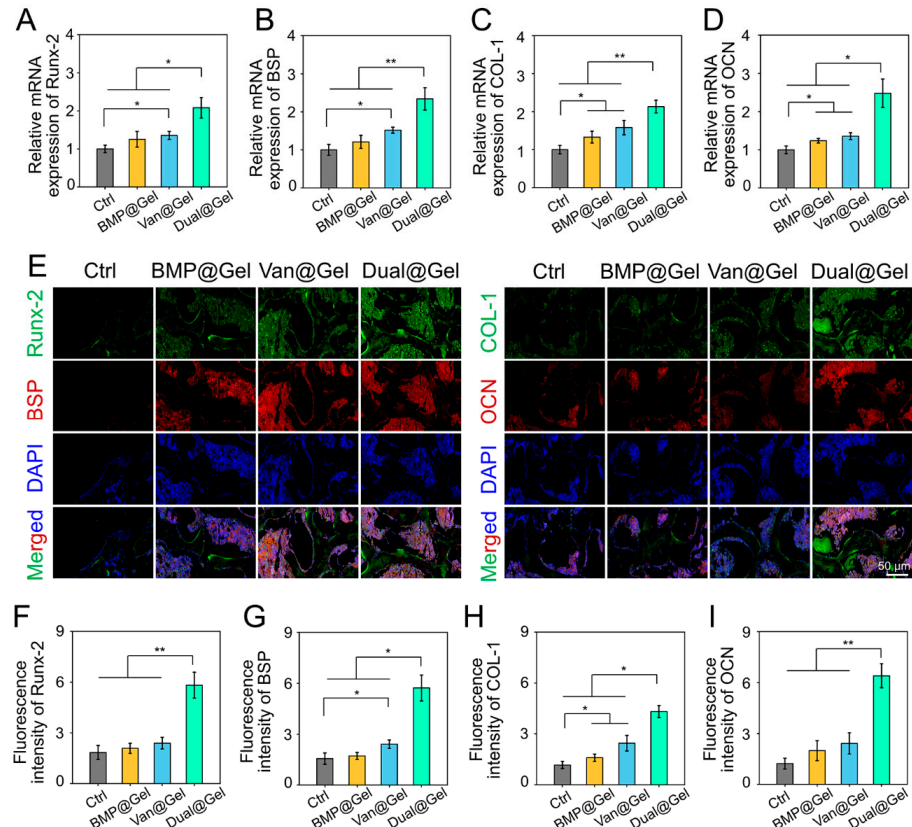 A
Relative mRNA
expression of Runx-2
4
3
2
1
0
*
*
Ctrl
BMP@Gel
Van@Gel
Dual@Gel
B
Relative mRNA
expression of BSP
4
3
2
1
0
**
*
Ctrl
BMP@Gel
Van@Gel
Dual@Gel
C
Relative mRNA
expression of COL-1
4
3
2
1
0
**
*
Ctrl
BMP@Gel
Van@Gel
Dual@Gel
D
Relative mRNA
expression of OCN
4
3
2
1
0
*
*
Ctrl
BMP@Gel
Van@Gel
Dual@Gel
E
Ctrl BMP@Gel Van@Gel Dual@Gel
Runx-2
BSP
DAPI
Merged
Ctrl BMP@Gel Van@Gel Dual@Gel
COL-1
OCN
DAPI
Merged
50 μm
F
Fluorescence
intensity of Runx-2
9
6
3
0
**
Ctrl
BMP@Gel
Van@Gel
Dual@Gel
G
Fluorescence
intensity of BSP
9
6
3
0
*
*
Ctrl
BMP@Gel
Van@Gel
Dual@Gel
H
Fluorescence
intensity of COL-1
9
6
3
0
*
*
Ctrl
BMP@Gel
Van@Gel
Dual@Gel
I
Fluorescence
intensity of OCN
9
6
3
0
**
Ctrl
BMP@Gel
Van@Gel
Dual@Gel